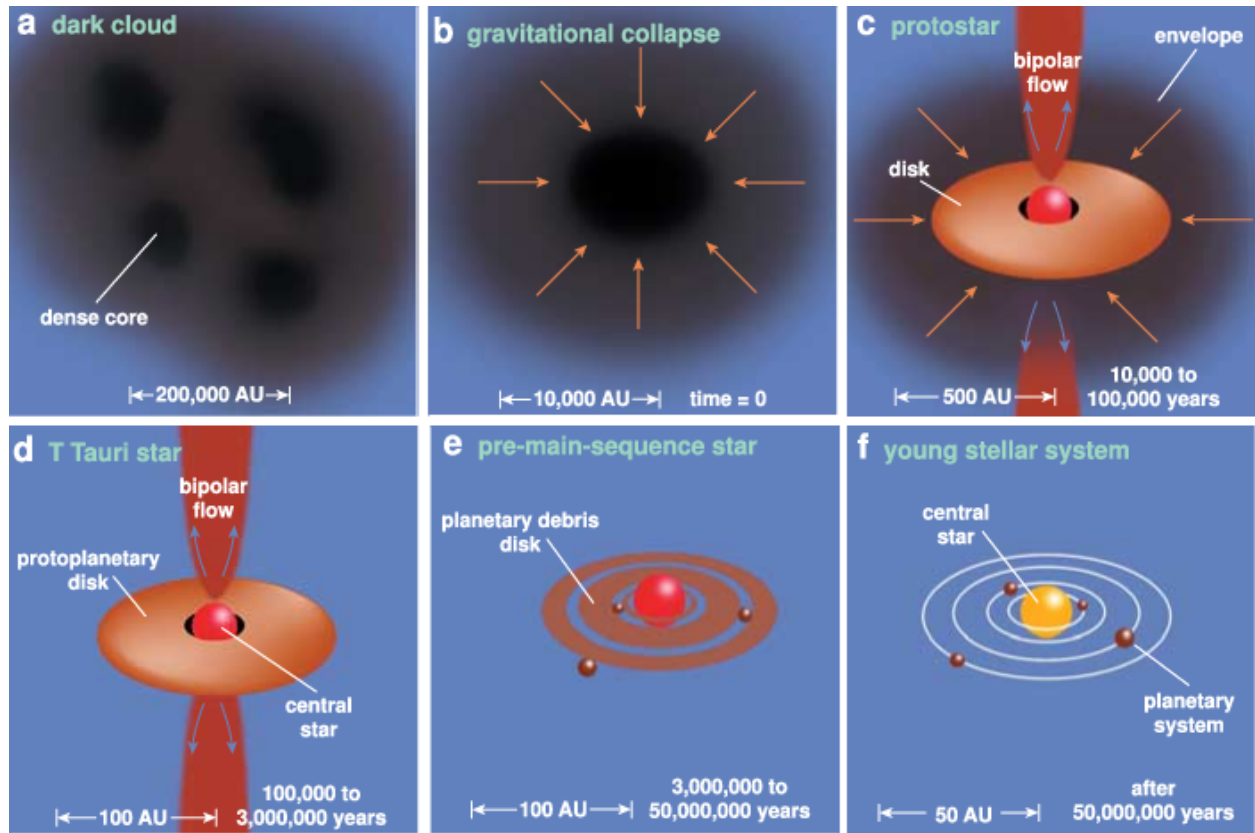 a dark cloud
dense core
200,000 AU
b gravitational collapse
10,000 AU
time = 0
c protostar
envelope
bipolar
flow
disk
500 AU
10,000 to
100,000 years
d T Tauri star
bipolar
flow
protoplanetary
disk
central
star
100 AU
100,000 to
3,000,000 years
e pre-main-sequence star
planetary debris
disk
100 AU
3,000,000 to
50,000,000 years
f young stellar system
central
star
planetary
system
50 AU
after
50,000,000 years